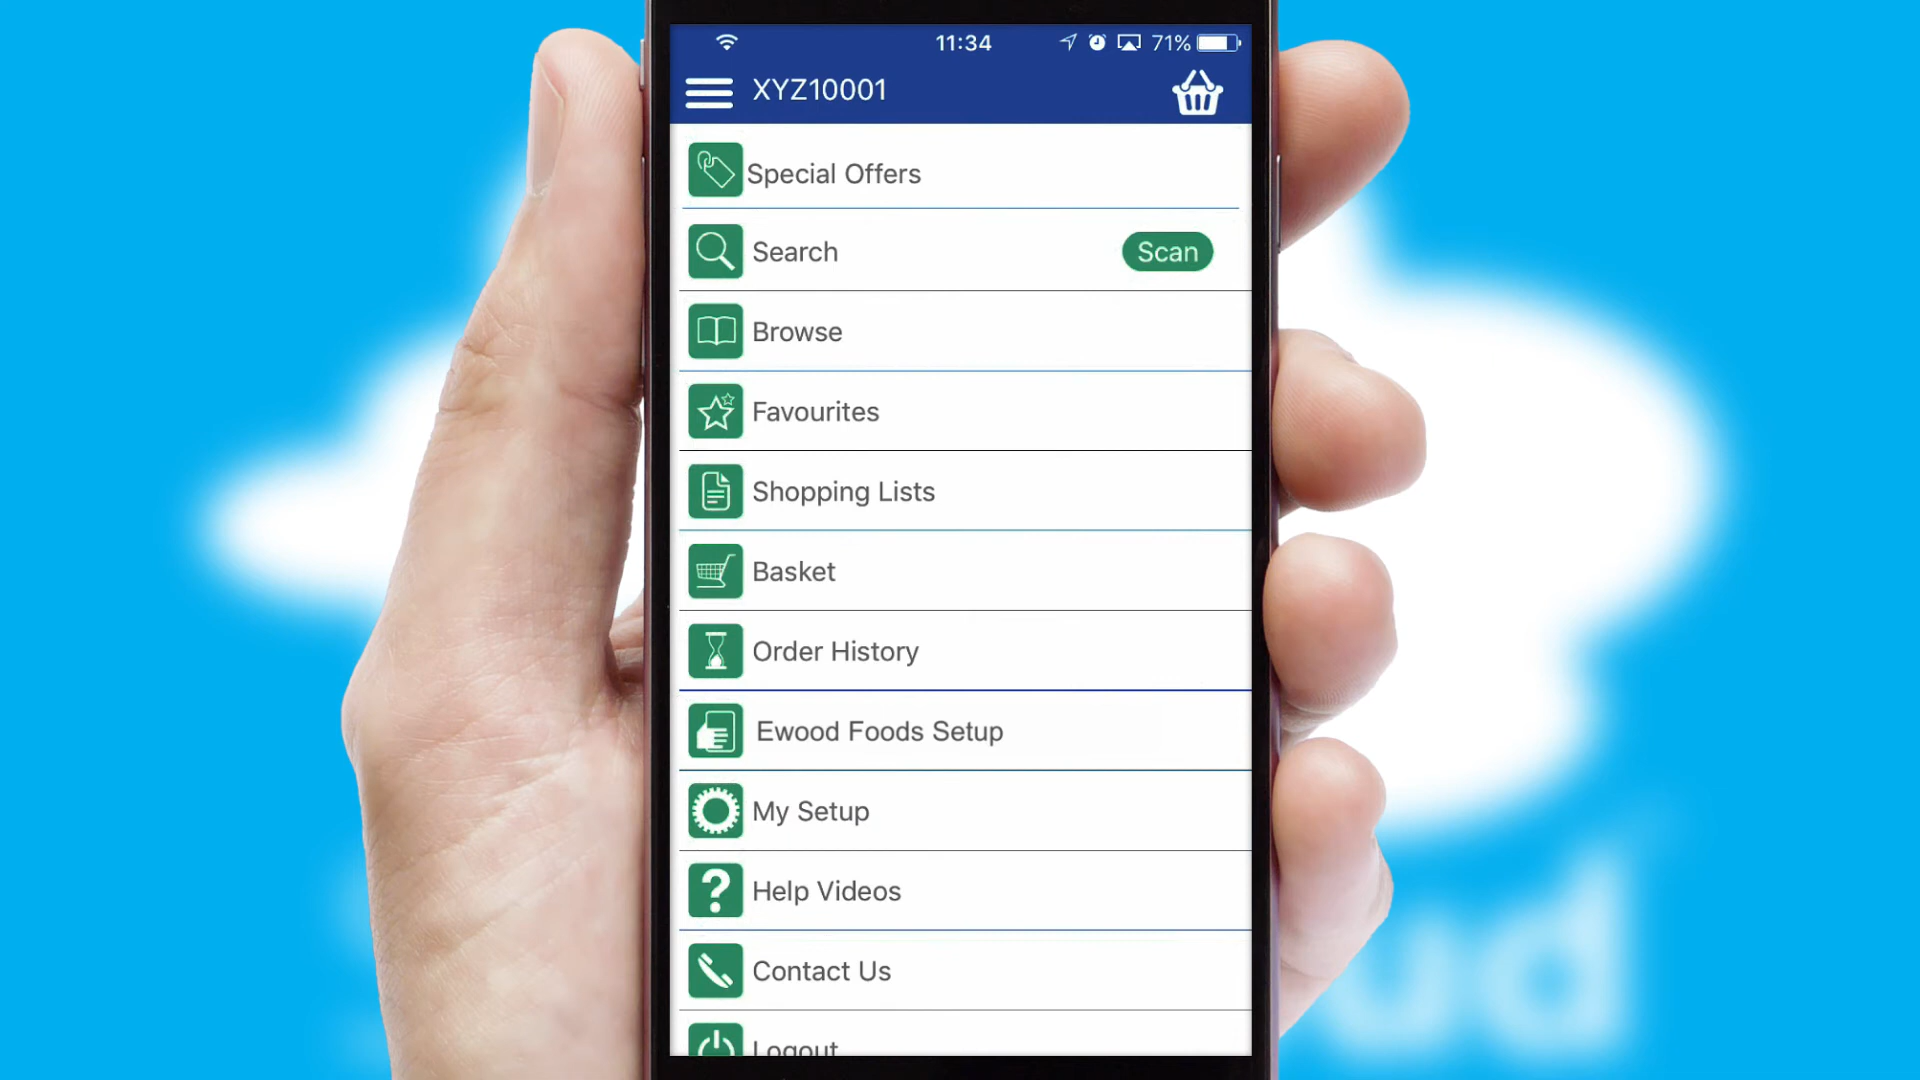 11:34 71%
XYZ10001
Special Offers
Search Scan
Browse
Favourites
Shopping Lists
Basket
Order History
Ewood Foods Setup
My Setup
Help Videos
Contact Us
Logout